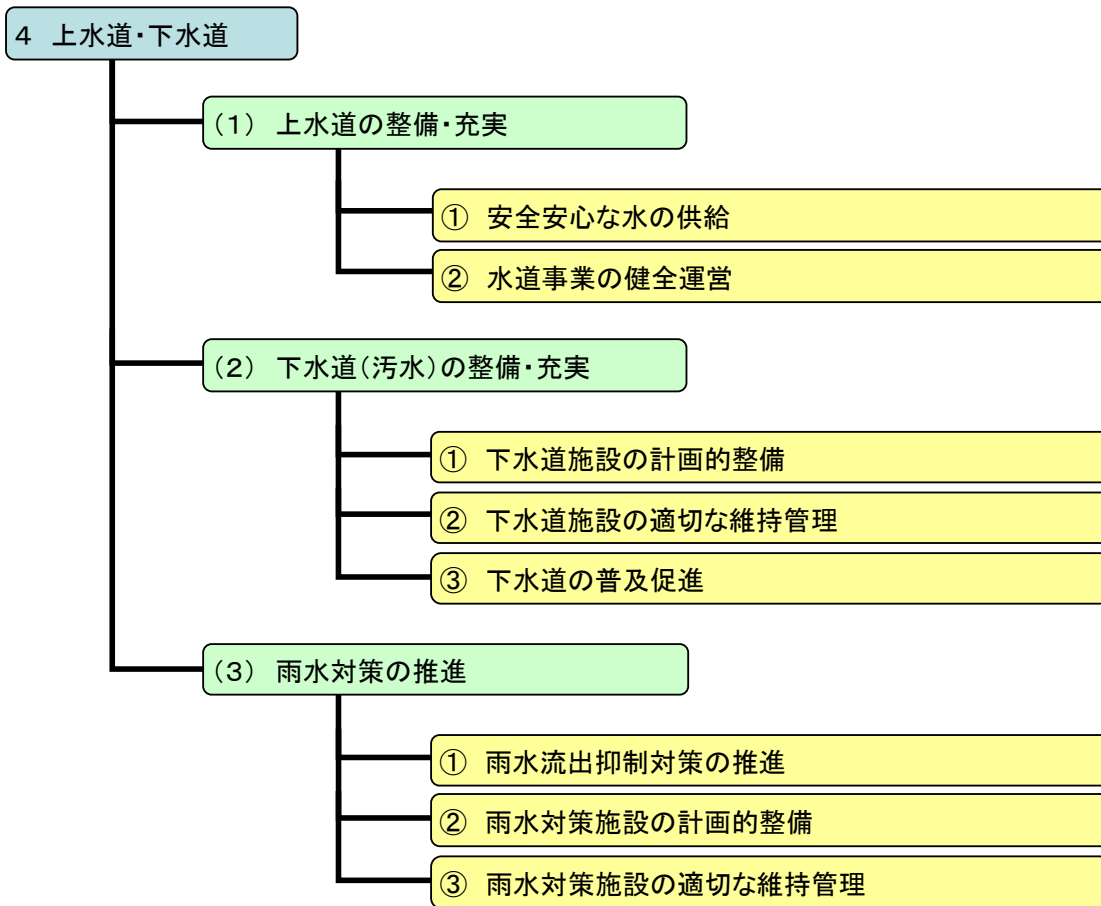 ４ 上水道・下水道
（１） 上水道の整備・充実
① 安全安心な水の供給
② 水道事業の健全運営
（２） 下水道（汚水）の整備・充実
① 下水道施設の計画的整備
② 下水道施設の適切な維持管理
③ 下水道の普及促進
（３） 雨水対策の推進
① 雨水流出抑制対策の推進
② 雨水対策施設の計画的整備
③ 雨水対策施設の適切な維持管理